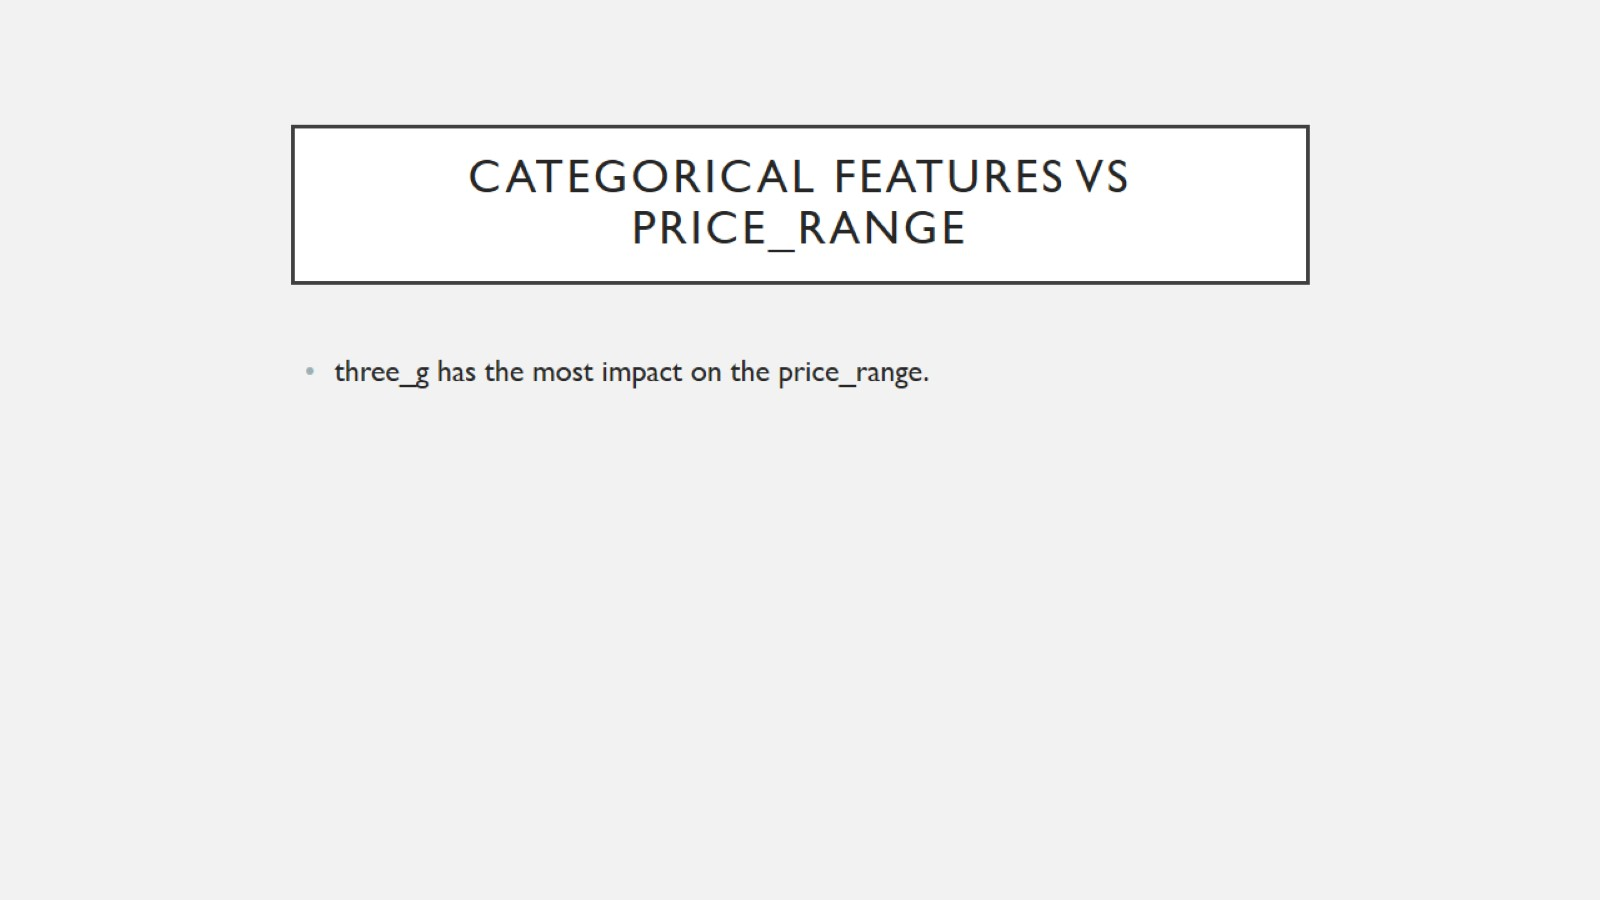 CATEGORICAL FEATURES VS
PRICE_RANGE
• three_g has the most impact on the price_range.